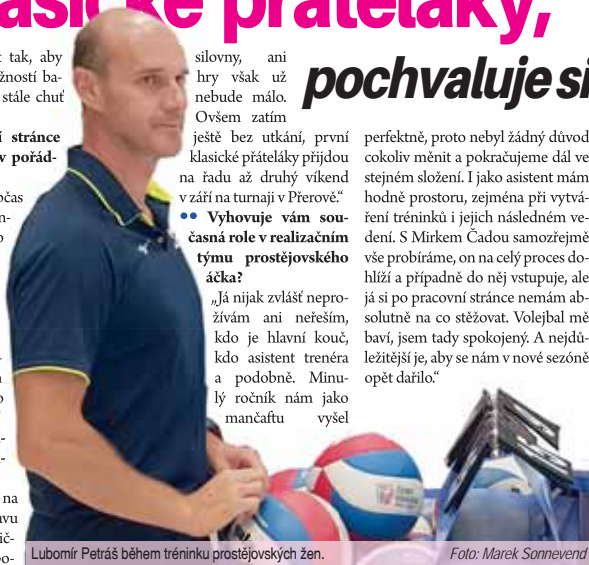 asické přáteláky,
pochvaluje si
t tak, aby
žností ba-
stále chuť
í stránce
v pořád-
očas
n-
o
o
na
avu
ič-
oo-
silovny, ani
hry však už
nebude málo.
Ovšem zatím
ještě bez utkání, první
klasické přáteláky přijdou
na řadu až druhý víkend
v září na turnaji v Přerově.“
•• Vyhovuje vám sou-
časná role v realizačním
týmu prostějovského
áčka?
„Já nijak zvlášť nepro-
žívám ani neřeším,
kdo je hlavní kouč,
kdo asistent trenéra
a podobně. Minu-
lý ročník nám jako
mančaftu vyšel
perfektně, proto nebyl žádný důvod
cokoliv měnit a pokračujeme dál ve
stejném složení. I jako asistent mám
hodně prostoru, zejména při vytvá-
ření tréninků i jejich následném ve-
dení. S Mirkem Čadou samozřejmě
vše probíráme, on na celý proces do-
hlíží a případně do něj vstupuje, ale
já si po pracovní stránce nemám ab-
solutně na co stěžovat. Volejbal mě
baví, jsem tady spokojený. A nejdů-
ležitější je, aby se nám v nové sezóně
opět dařilo.“
Lubomír Petráš během tréninku prostějovských žen.
Foto: Marek Sonnevend